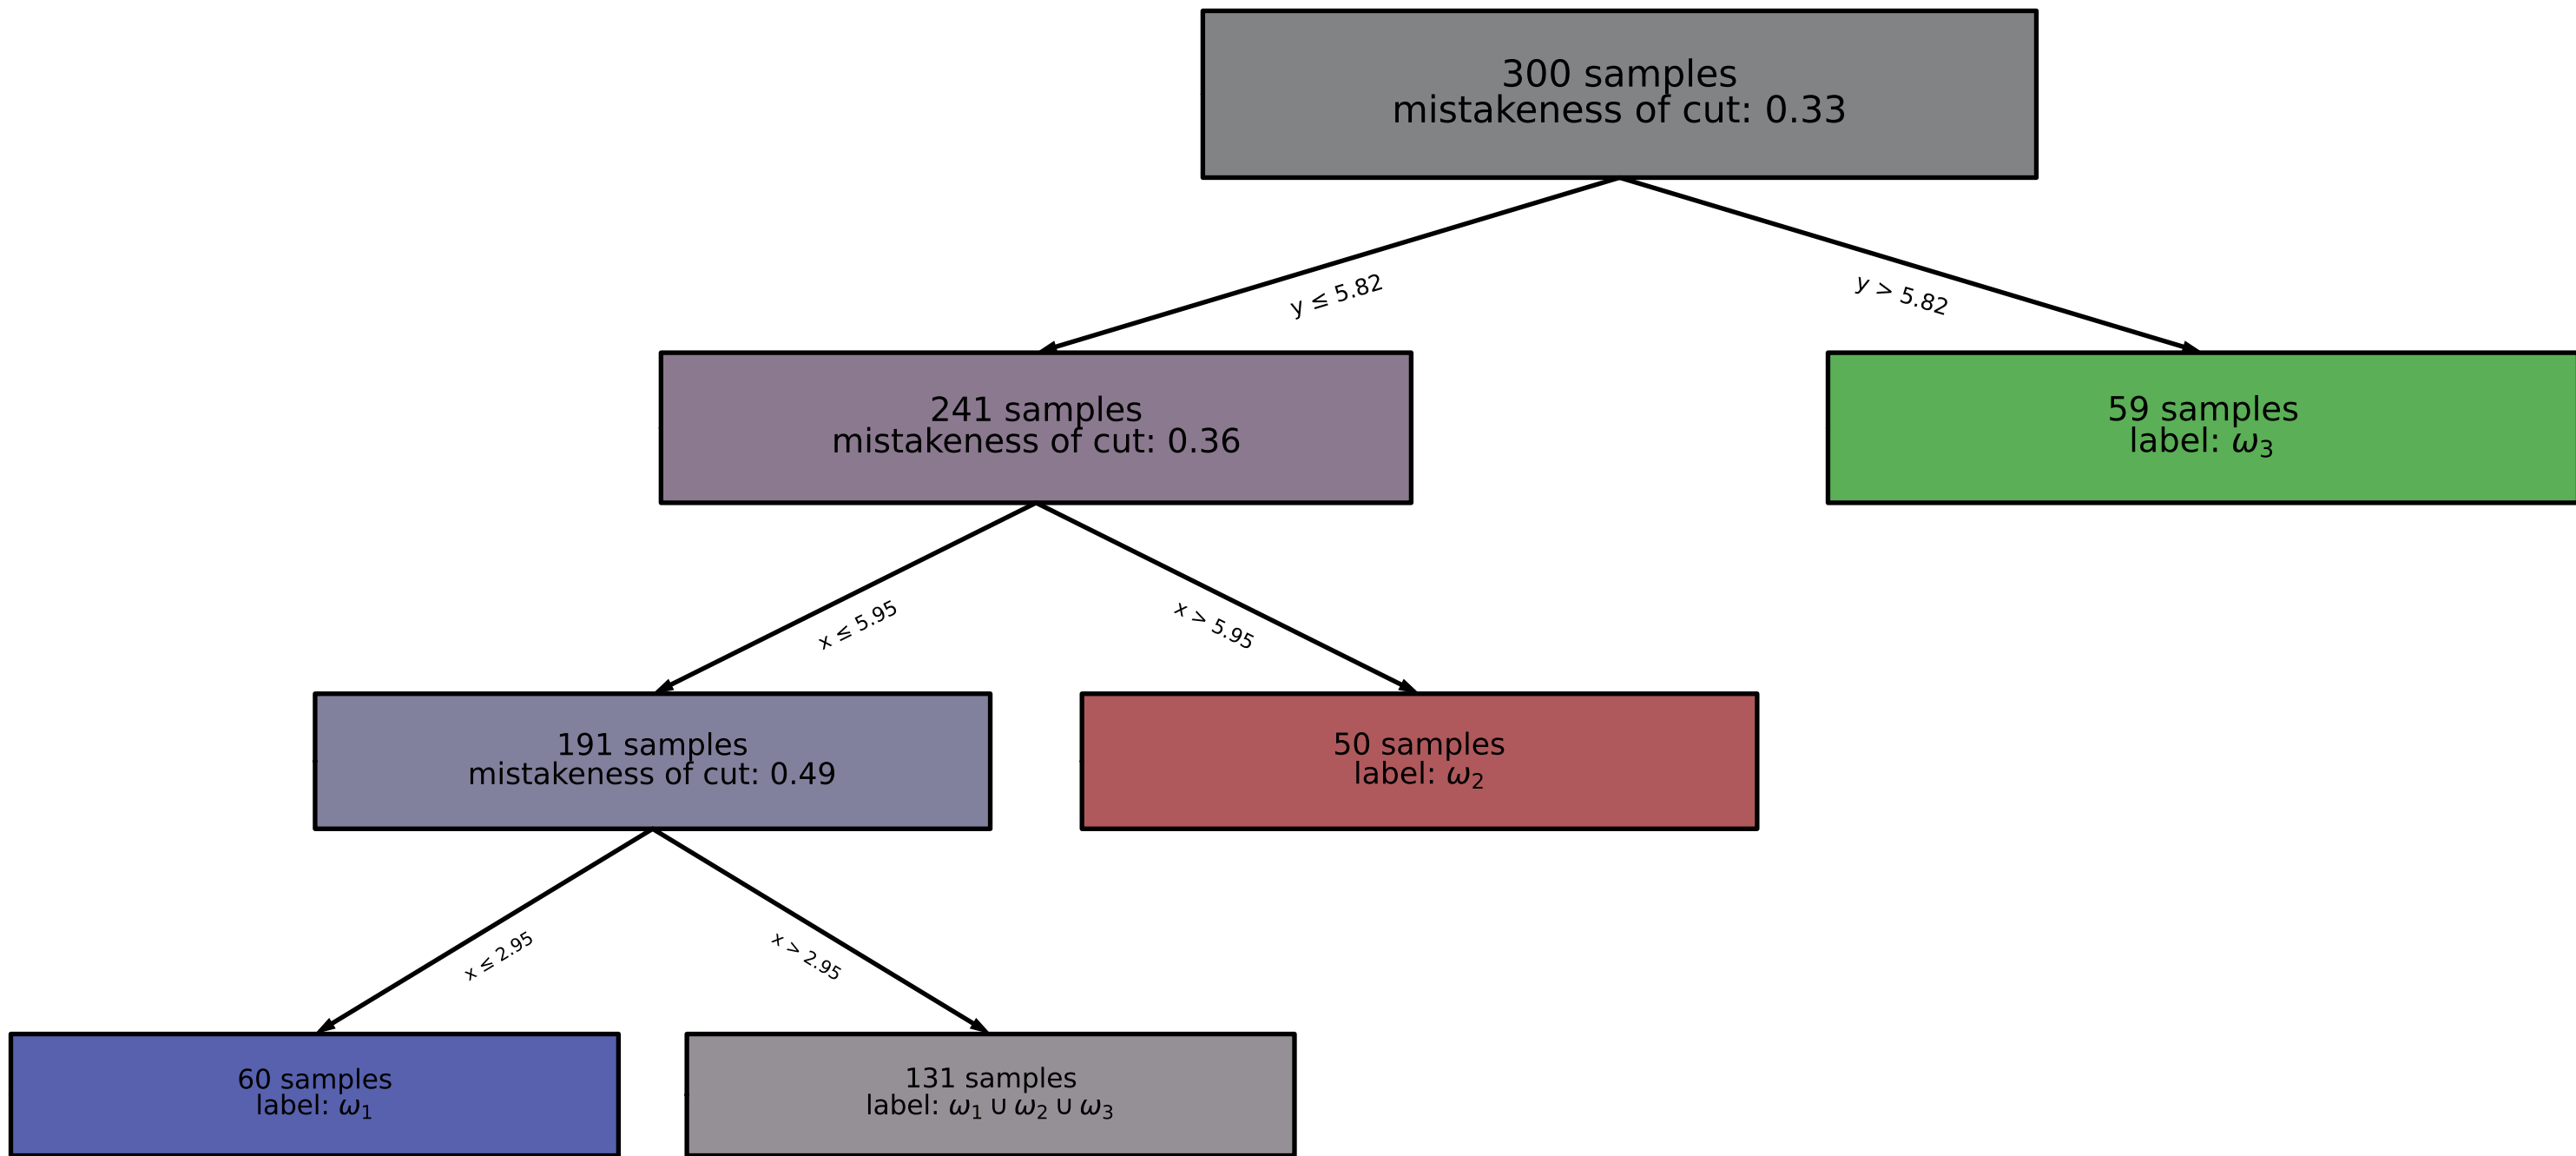 300 samples
mistakeness of cut: 0.33
y ≤ 5.82
y > 5.82
241 samples
mistakeness of cut: 0.36
59 samples
label: ω₃
x ≤ 5.95
x > 5.95
191 samples
mistakeness of cut: 0.49
50 samples
label: ω₂
x ≤ 2.95
x > 2.95
60 samples
label: ω₁
131 samples
label: ω₁ ∪ ω₂ ∪ ω₃